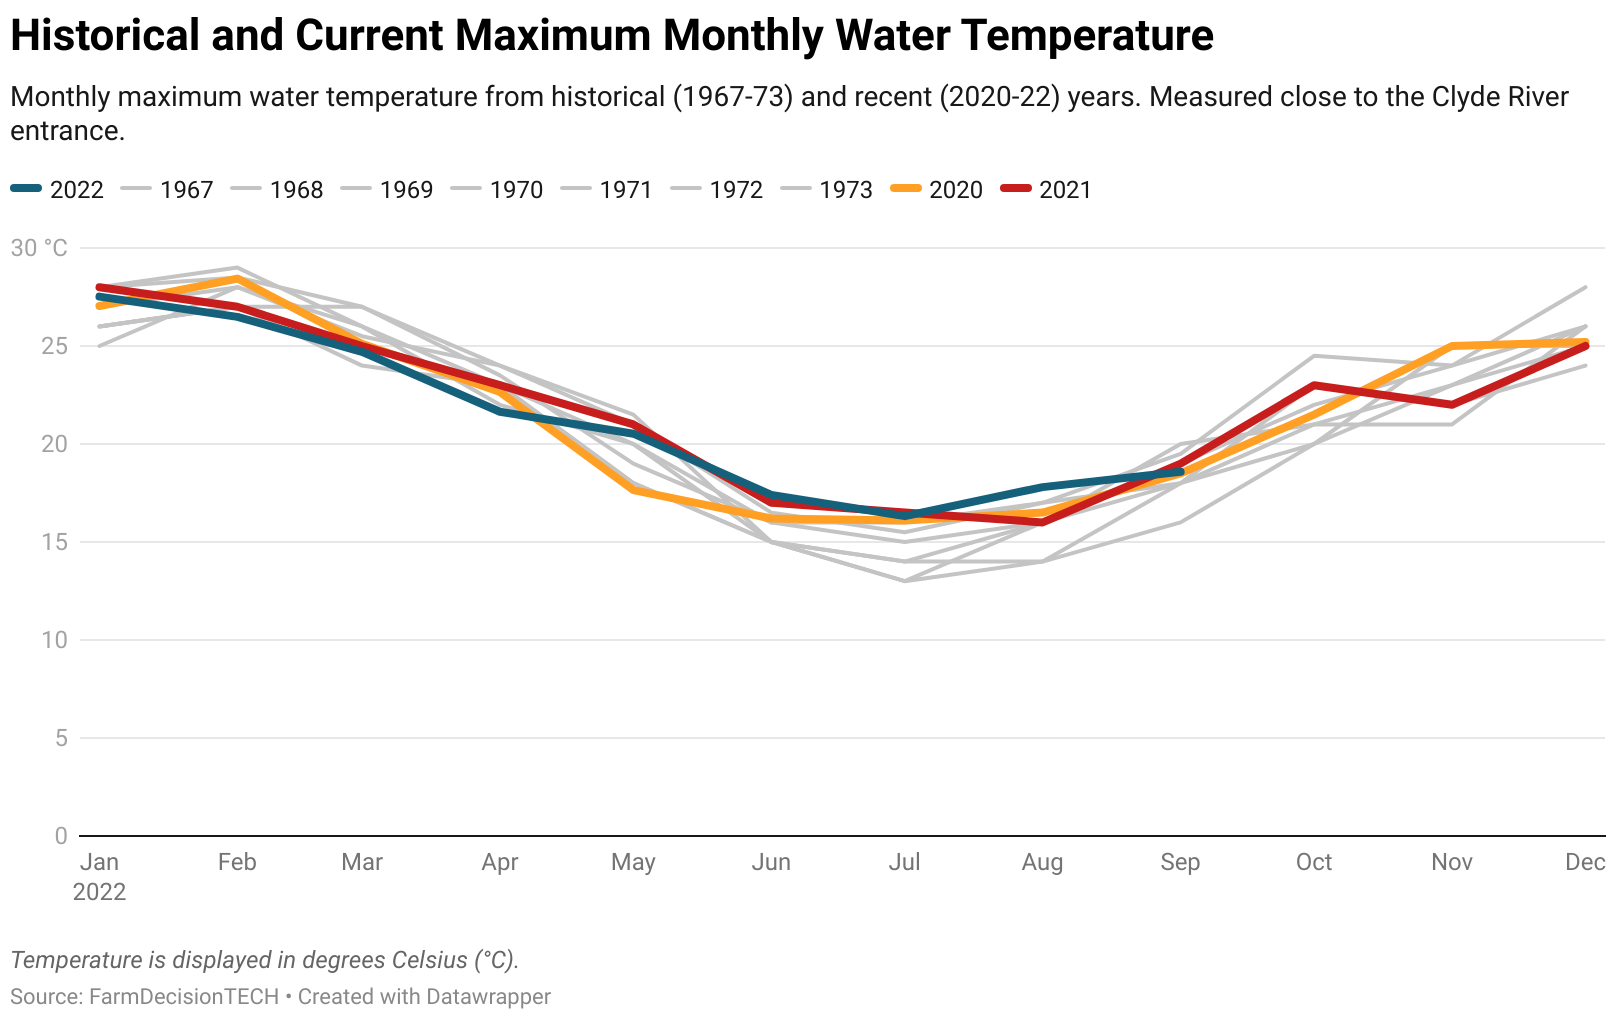 Historical and Current Maximum Monthly Water Temperature
Monthly maximum water temperature from historical (1967-73) and recent (2020-22) years. Measured close to the Clyde River
entrance.
2022 1967 1968 1969 1970 1971 1972 1973 2020 2021
30 °C
25
20
15
10
5
0
Jan Feb Mar Apr May Jun Jul Aug Sep Oct Nov Dec
2022
Temperature is displayed in degrees Celsius (°C).
Source: FarmDecisionTECH • Created with Datawrapper